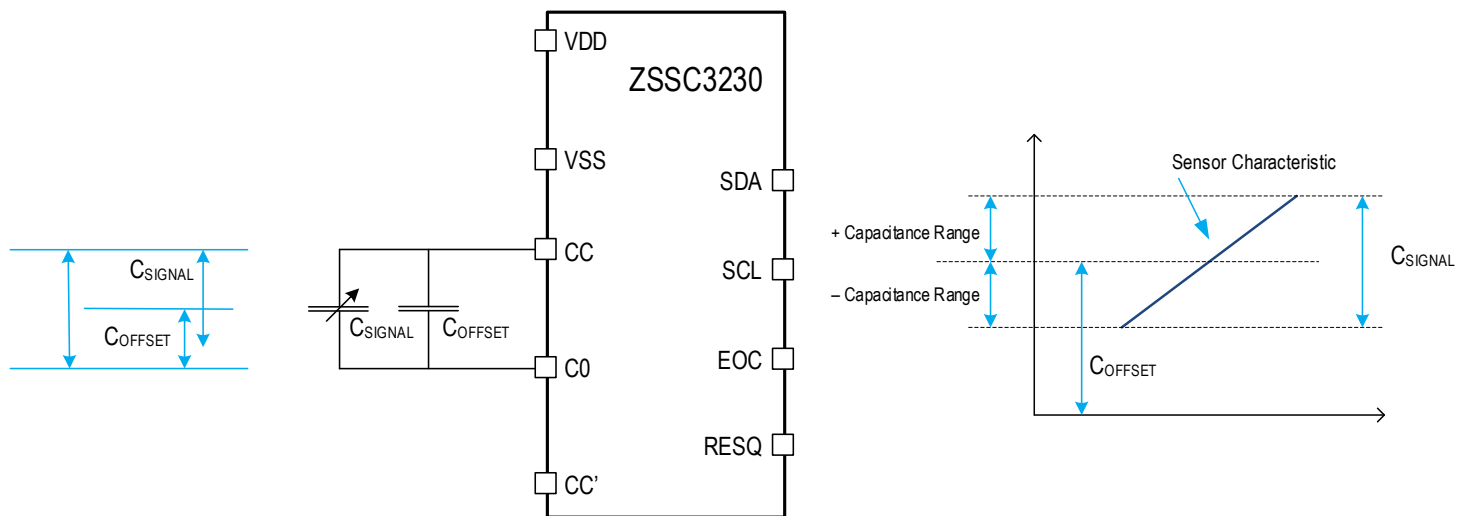 VDD
ZSSC3230
VSS
SDA
CC
SCL
C0
EOC
RESQ
CC’
CSIGNAL
COFFSET
CSIGNAL
COFFSET
Sensor Characteristic
+ Capacitance Range
– Capacitance Range
CSIGNAL
COFFSET